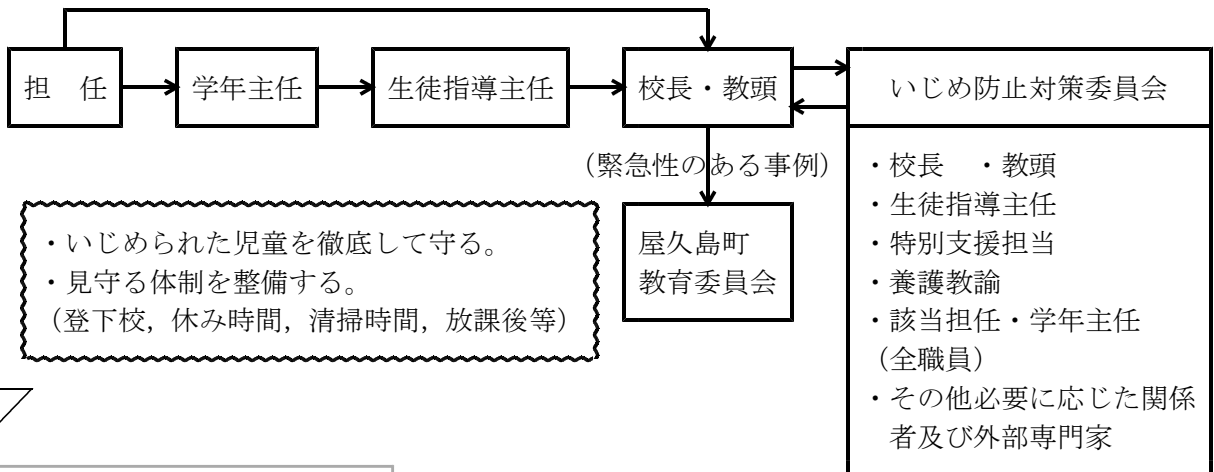 担　任
学年主任
生徒指導主任
校長・教頭
いじめ防止対策委員会
（緊急性のある事例）
屋久島町
教育委員会
・校長　・教頭
・生徒指導主任
・特別支援担当
・養護教諭
・該当担任・学年主任
（全職員）
・その他必要に応じた関係
者及び外部専門家
・いじめられた児童を徹底して守る。
・見守る体制を整備する。
（登下校，休み時間，清掃時間，放課後等）